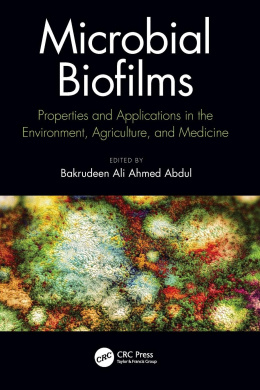 Microbial
Biofilms
Properties and Applications in the
Environment, Agriculture, and Medicine
EDITED BY
Bakrudeen Ali Ahmed Abdul
CRC
CRC Press
Taylor & Francis Group